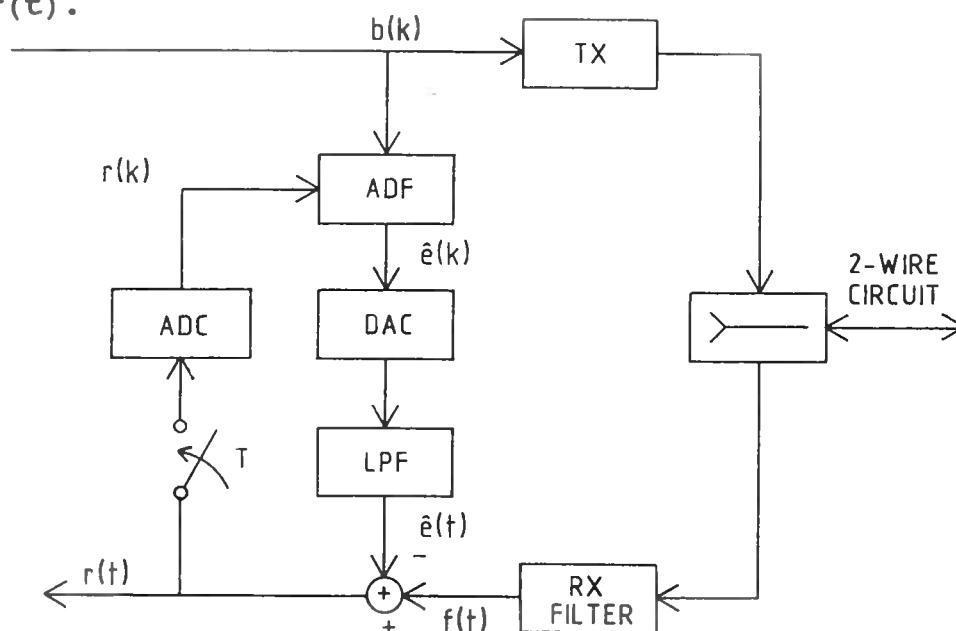 r(t).
b(k)
TX
r(k)
ADF
ê(k)
2-WIRE
CIRCUIT
ADC
DAC
T
LPF
ê(t)
-
r(t)
+
+
f(t)
RX
FILTER